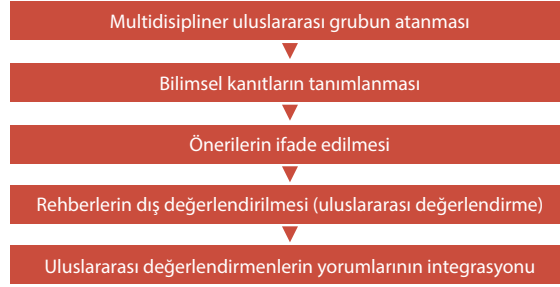 Multidisipliner uluslararası grubun atanması
Bilimsel kanıtların tanımlanması
Önerilerin ifade edilmesi
Rehberlerin dış değerlendirilmesi (uluslararası değerlendirme)
Uluslararası değerlendirmenlerin yorumlarının integrasyonu